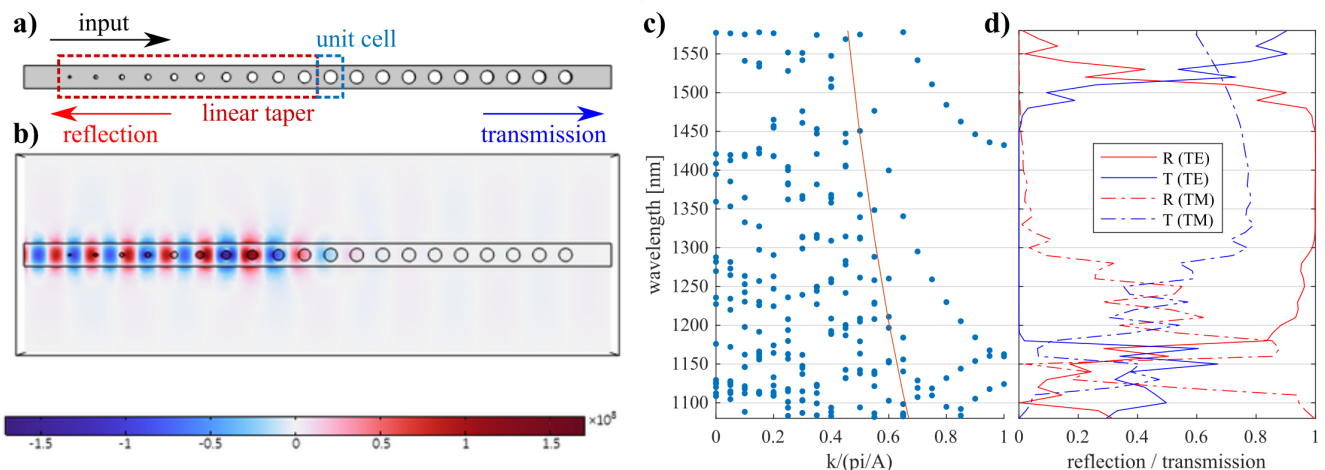 a)
input
unit cell
linear taper
reflection
transmission
b)
×10⁸
-1.5
-1
-0.5
0
0.5
1
1.5
c)
wavelength [nm]
1550
1500
1450
1400
1350
1300
1250
1200
1150
1100
0
0.2
0.4
0.6
0.8
1
k/(pi/A)
d)
R (TE)
T (TE)
R (TM)
T (TM)
0
0.2
0.4
0.6
0.8
1
reflection / transmission